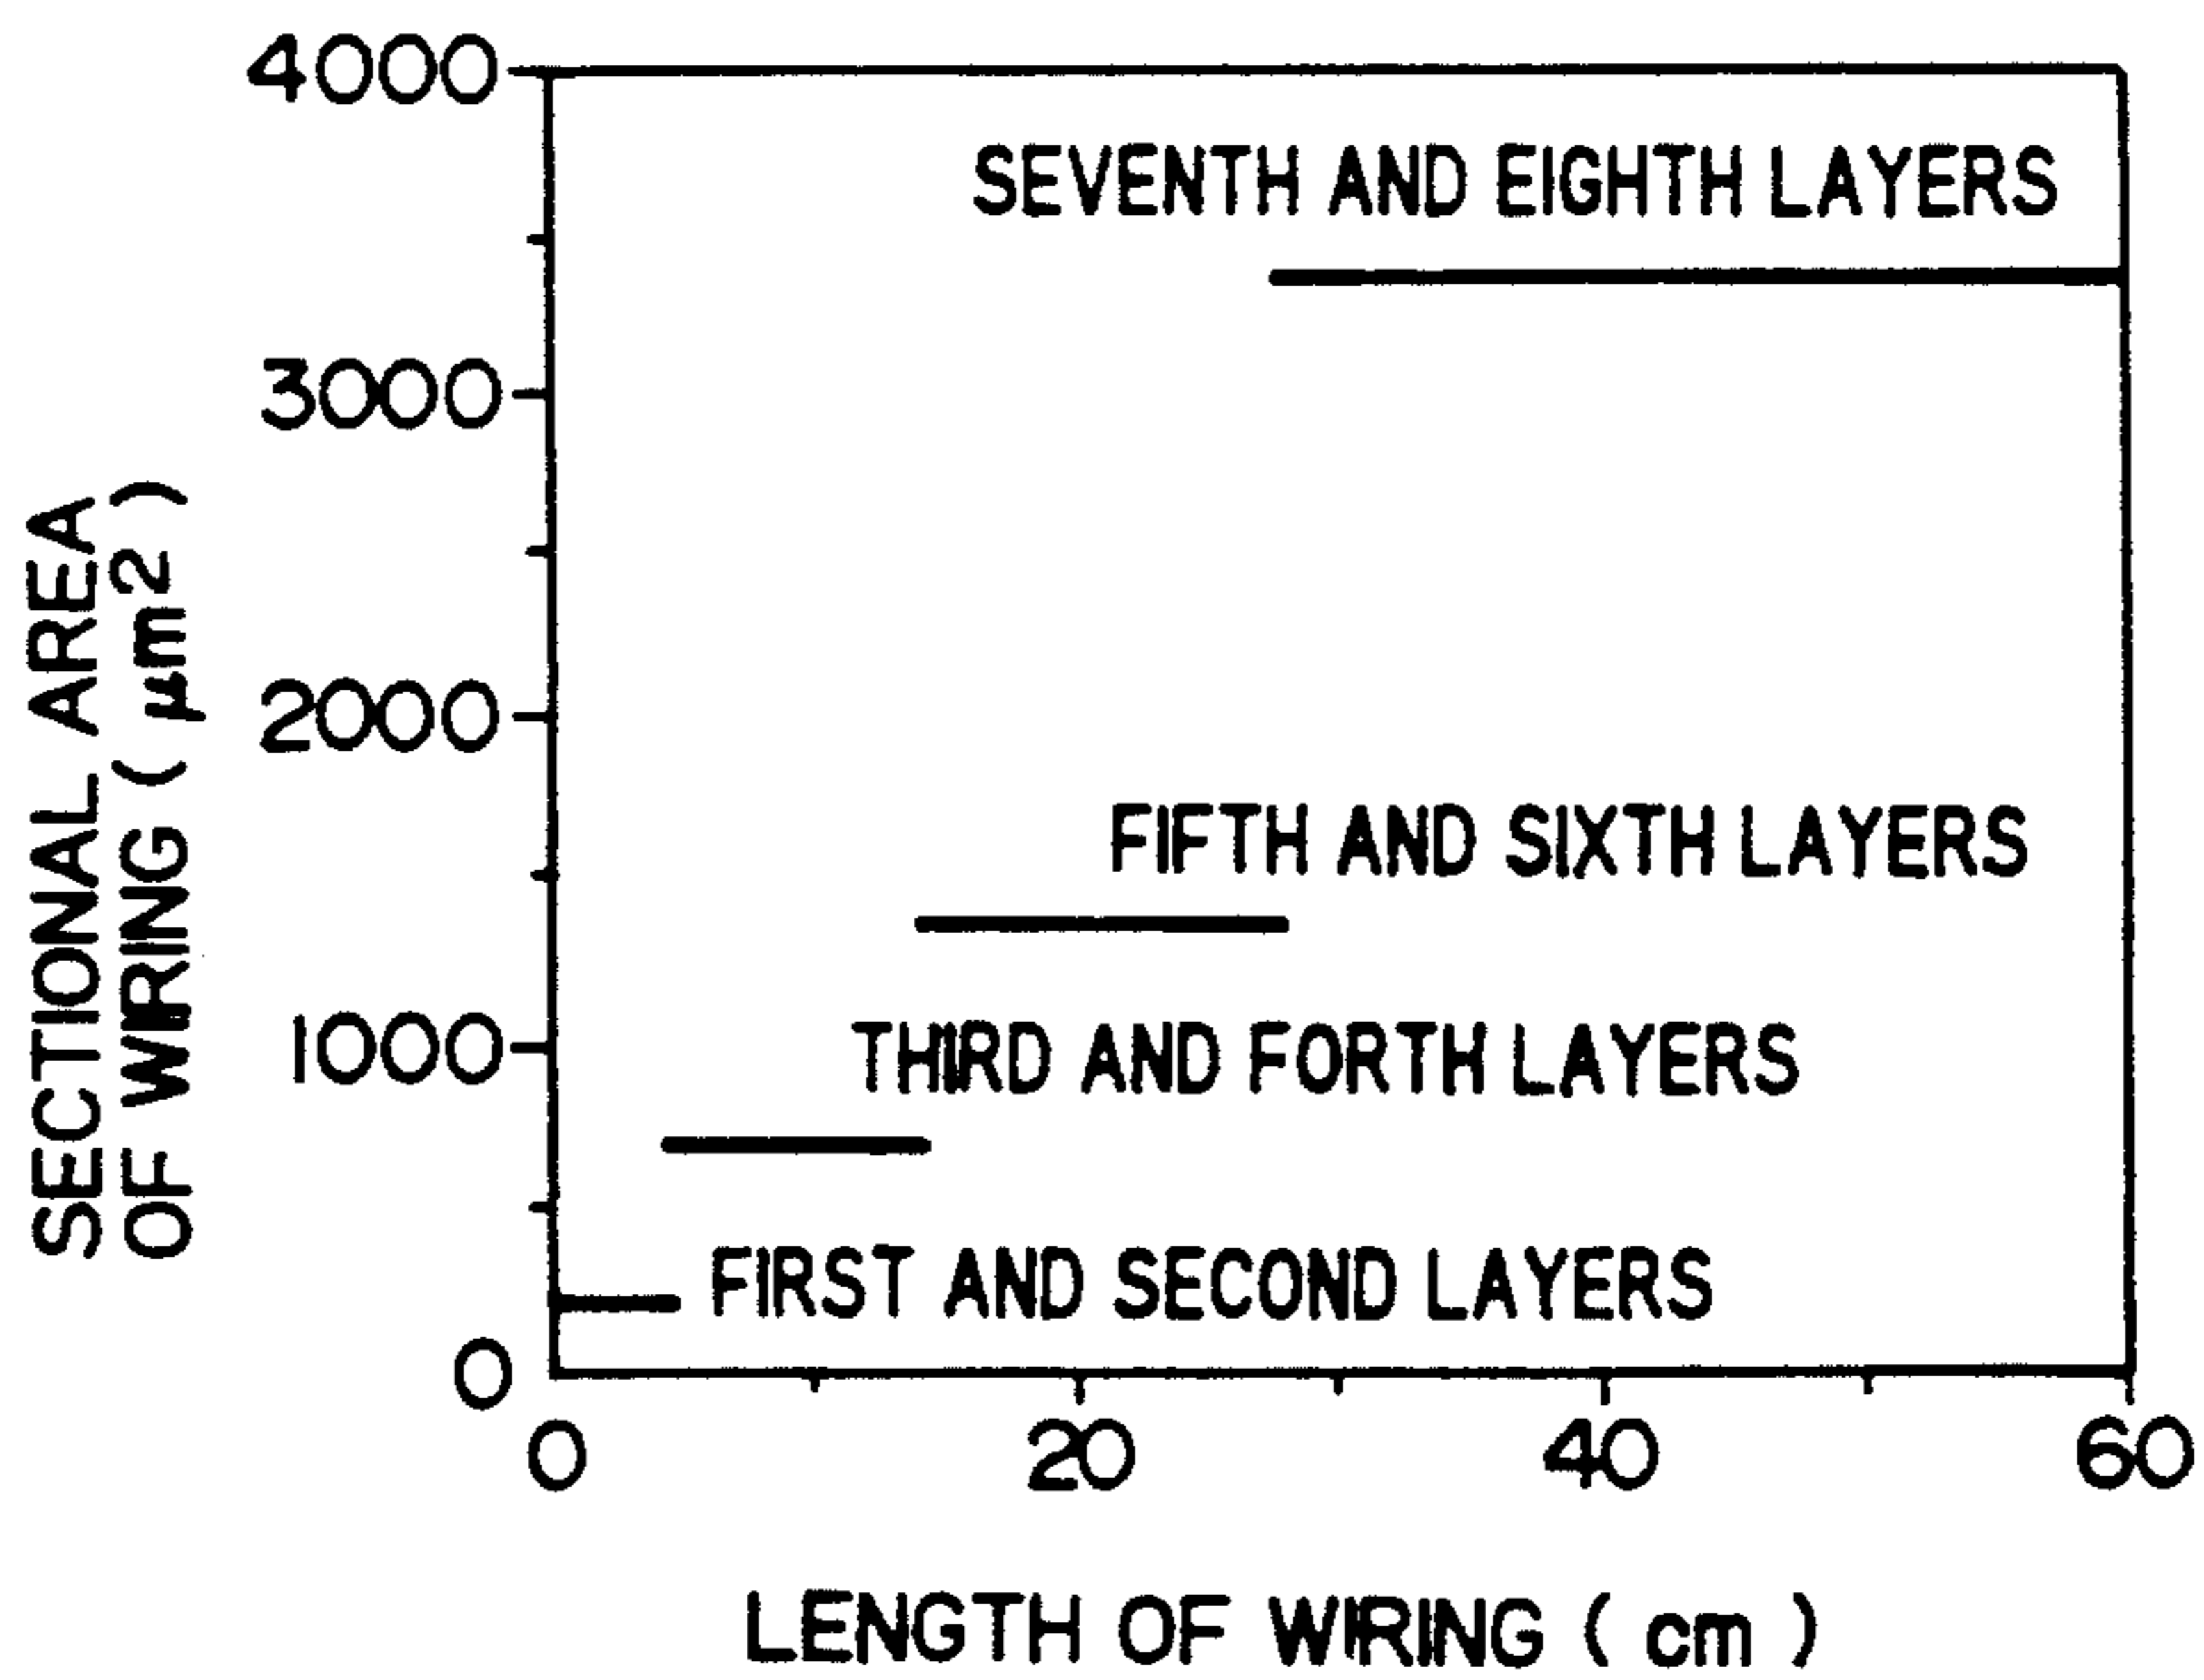 4000
SEVENTH AND EIGHTH LAYERS
3000
SECTIONAL AREA
OF WIRING ( μm²)
2000
FIFTH AND SIXTH LAYERS
1000
THIRD AND FORTH LAYERS
FIRST AND SECOND LAYERS
0
0 20 40 60
LENGTH OF WIRING ( cm )